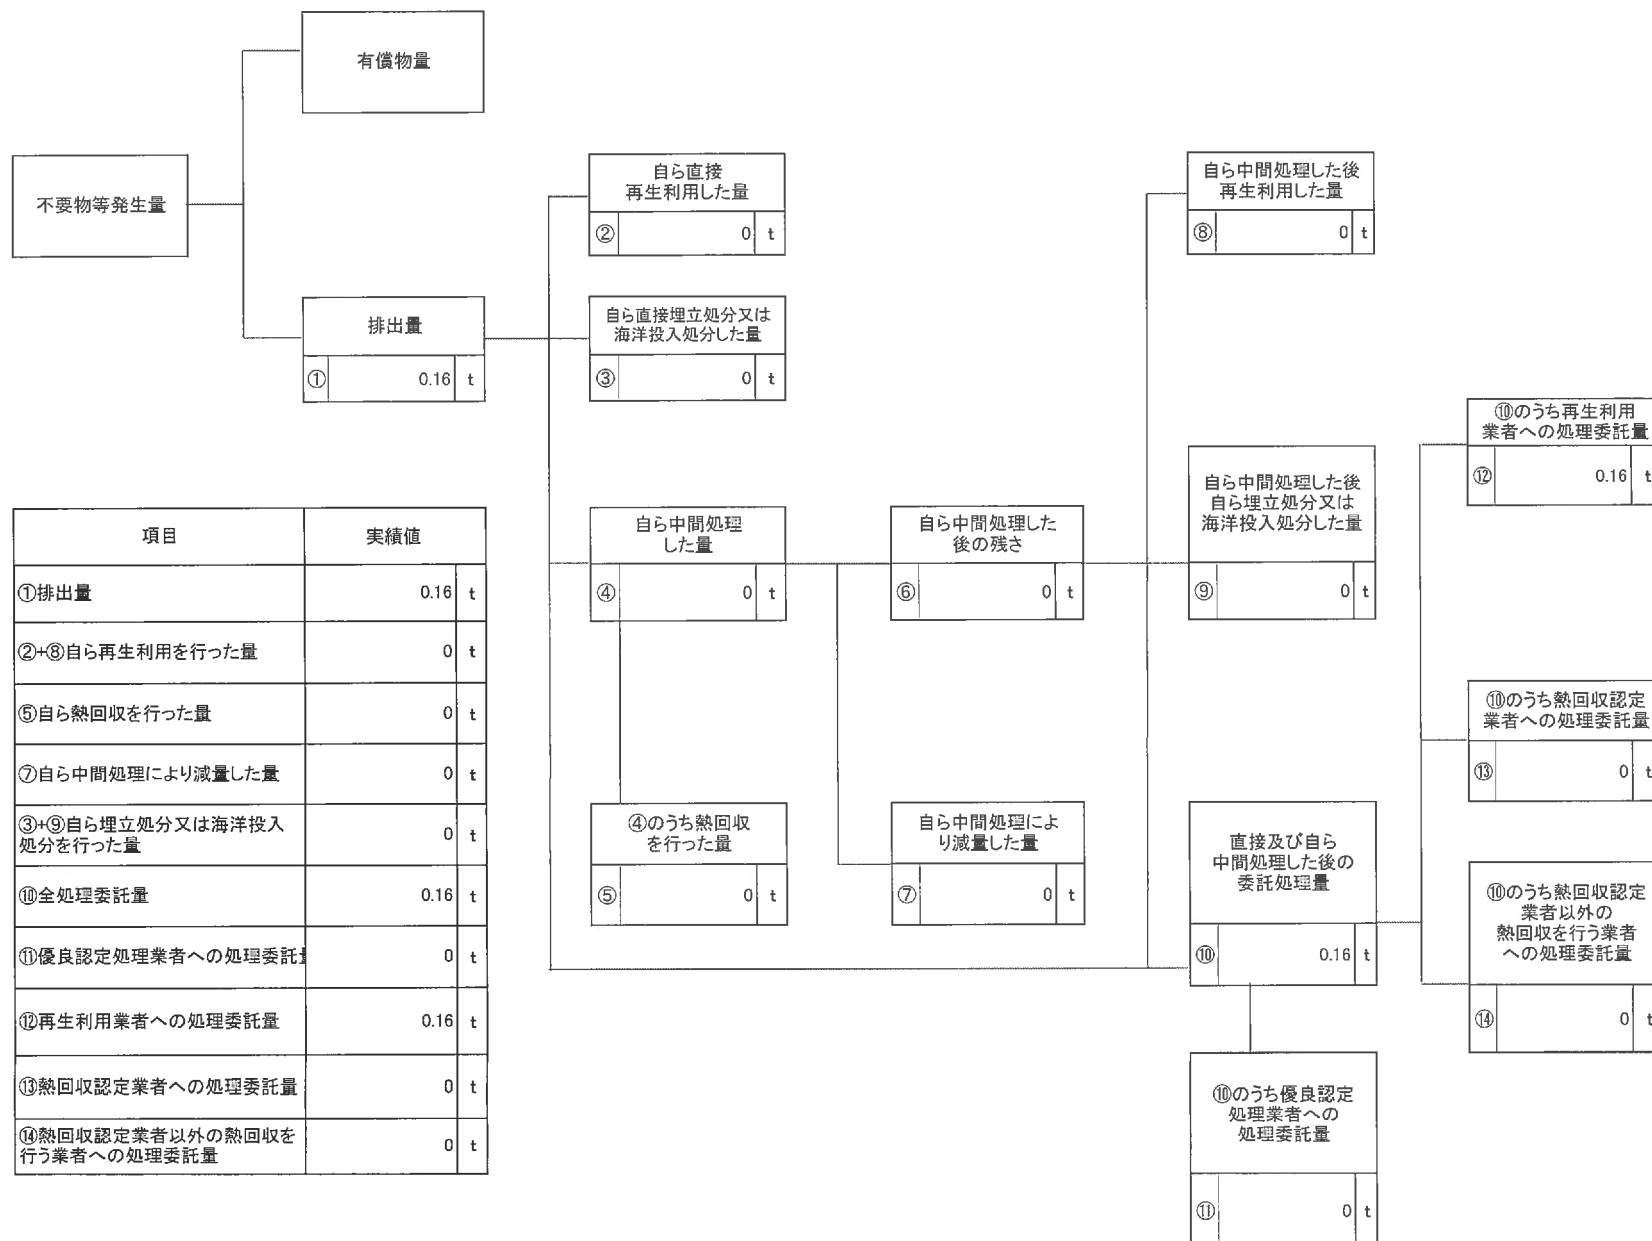 有償物量
不要物等発生量
排出量
① 0.16 t
自ら直接
再生利用した量
② 0 t
自ら直接埋立処分又は
海洋投入処分した量
③ 0 t
自ら中間処理
した量
④ 0 t
④のうち熱回収
を行った量
⑤ 0 t
自ら中間処理した
後の残さ
⑥ 0 t
自ら中間処理によ
り減量した量
⑦ 0 t
自ら中間処理した後
再生利用した量
⑧ 0 t
自ら中間処理した後
自ら埋立処分又は
海洋投入処分した量
⑨ 0 t
直接及び自ら
中間処理した後の
委託処理量
⑩ 0.16 t
⑩のうち優良認定
処理業者への
処理委託量
⑪ 0 t
⑩のうち再生利用
業者への処理委託量
⑫ 0.16 t
⑩のうち熱回収認定
業者への処理委託量
⑬ 0 t
⑩のうち熱回収認定
業者以外の
熱回収を行う業者
への処理委託量
⑭ 0 t
項目 実績値
①排出量 0.16 t
②+⑧自ら再生利用を行った量 0 t
⑤自ら熱回収を行った量 0 t
⑦自ら中間処理により減量した量 0 t
③+⑨自ら埋立処分又は海洋投入
処分を行った量 0 t
⑩全処理委託量 0.16 t
⑪優良認定処理業者への処理委託 0 t
⑫再生利用業者への処理委託量 0.16 t
⑬熱回収認定業者への処理委託量 0 t
⑭熱回収認定業者以外の熱回収を
行う業者への処理委託量 0 t